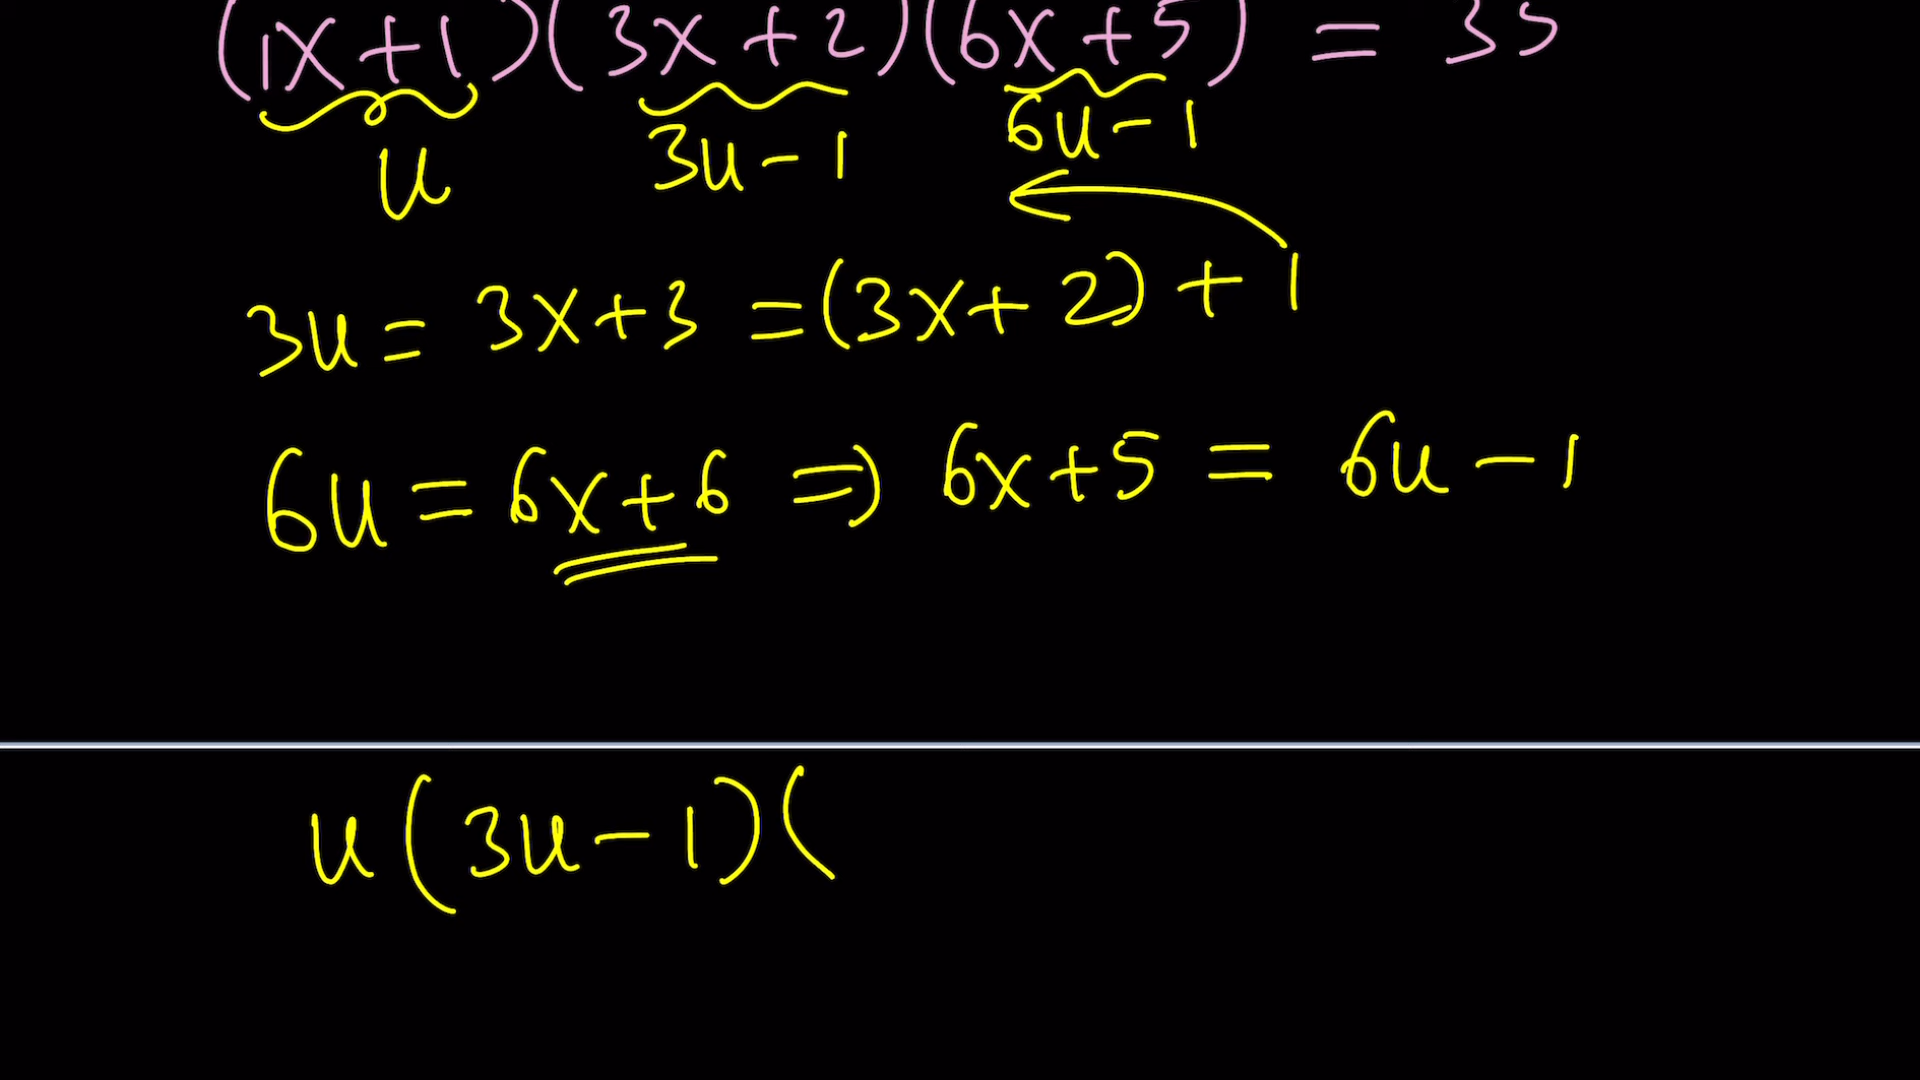 (1x+1)(3x+2)(6x+5) = 35
u 3u-1 6u-1
3u = 3x+3 = (3x+2)+1
6u = 6x+6 => 6x+5 = 6u-1
u(3u-1)(